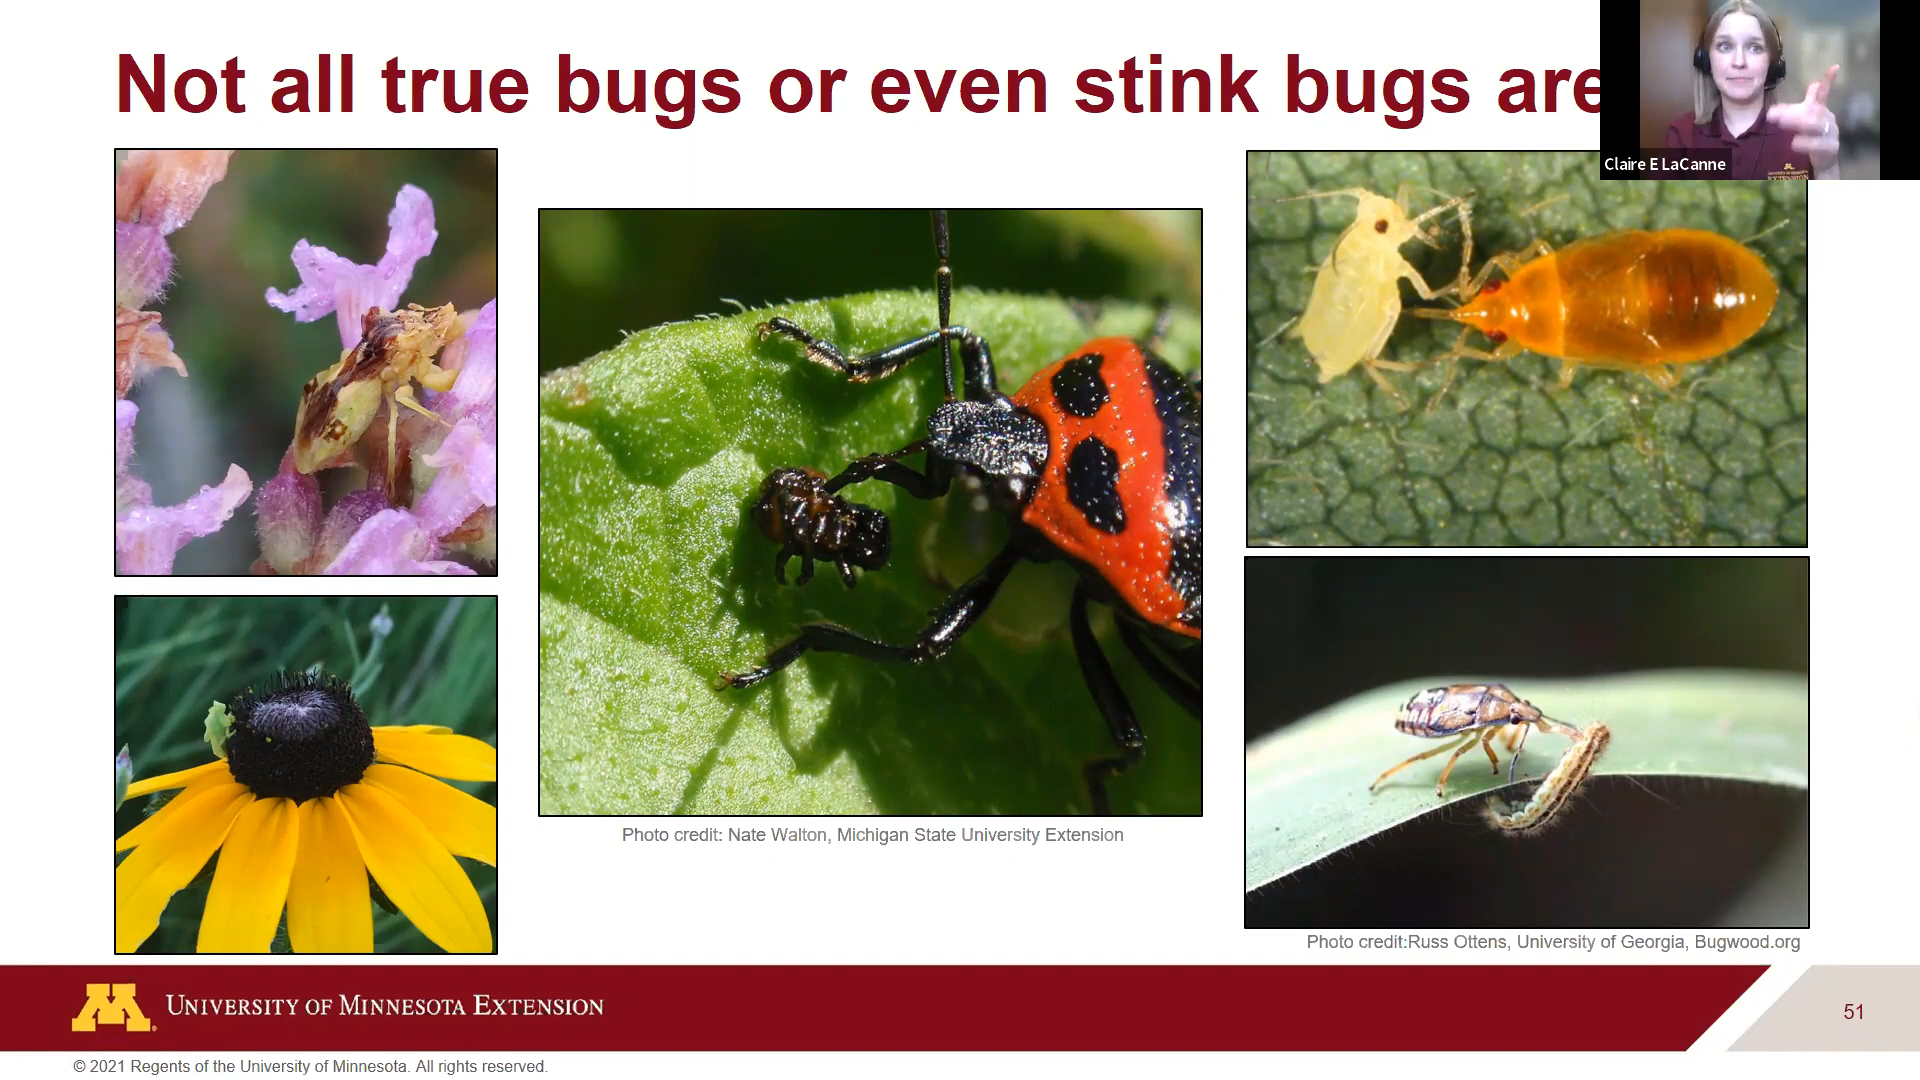 Not all true bugs or even stink bugs are
Claire E LaCanne
Photo credit: Nate Walton, Michigan State University Extension
Photo credit:Russ Ottens, University of Georgia, Bugwood.org
UNIVERSITY OF MINNESOTA EXTENSION
51
© 2021 Regents of the University of Minnesota. All rights reserved.